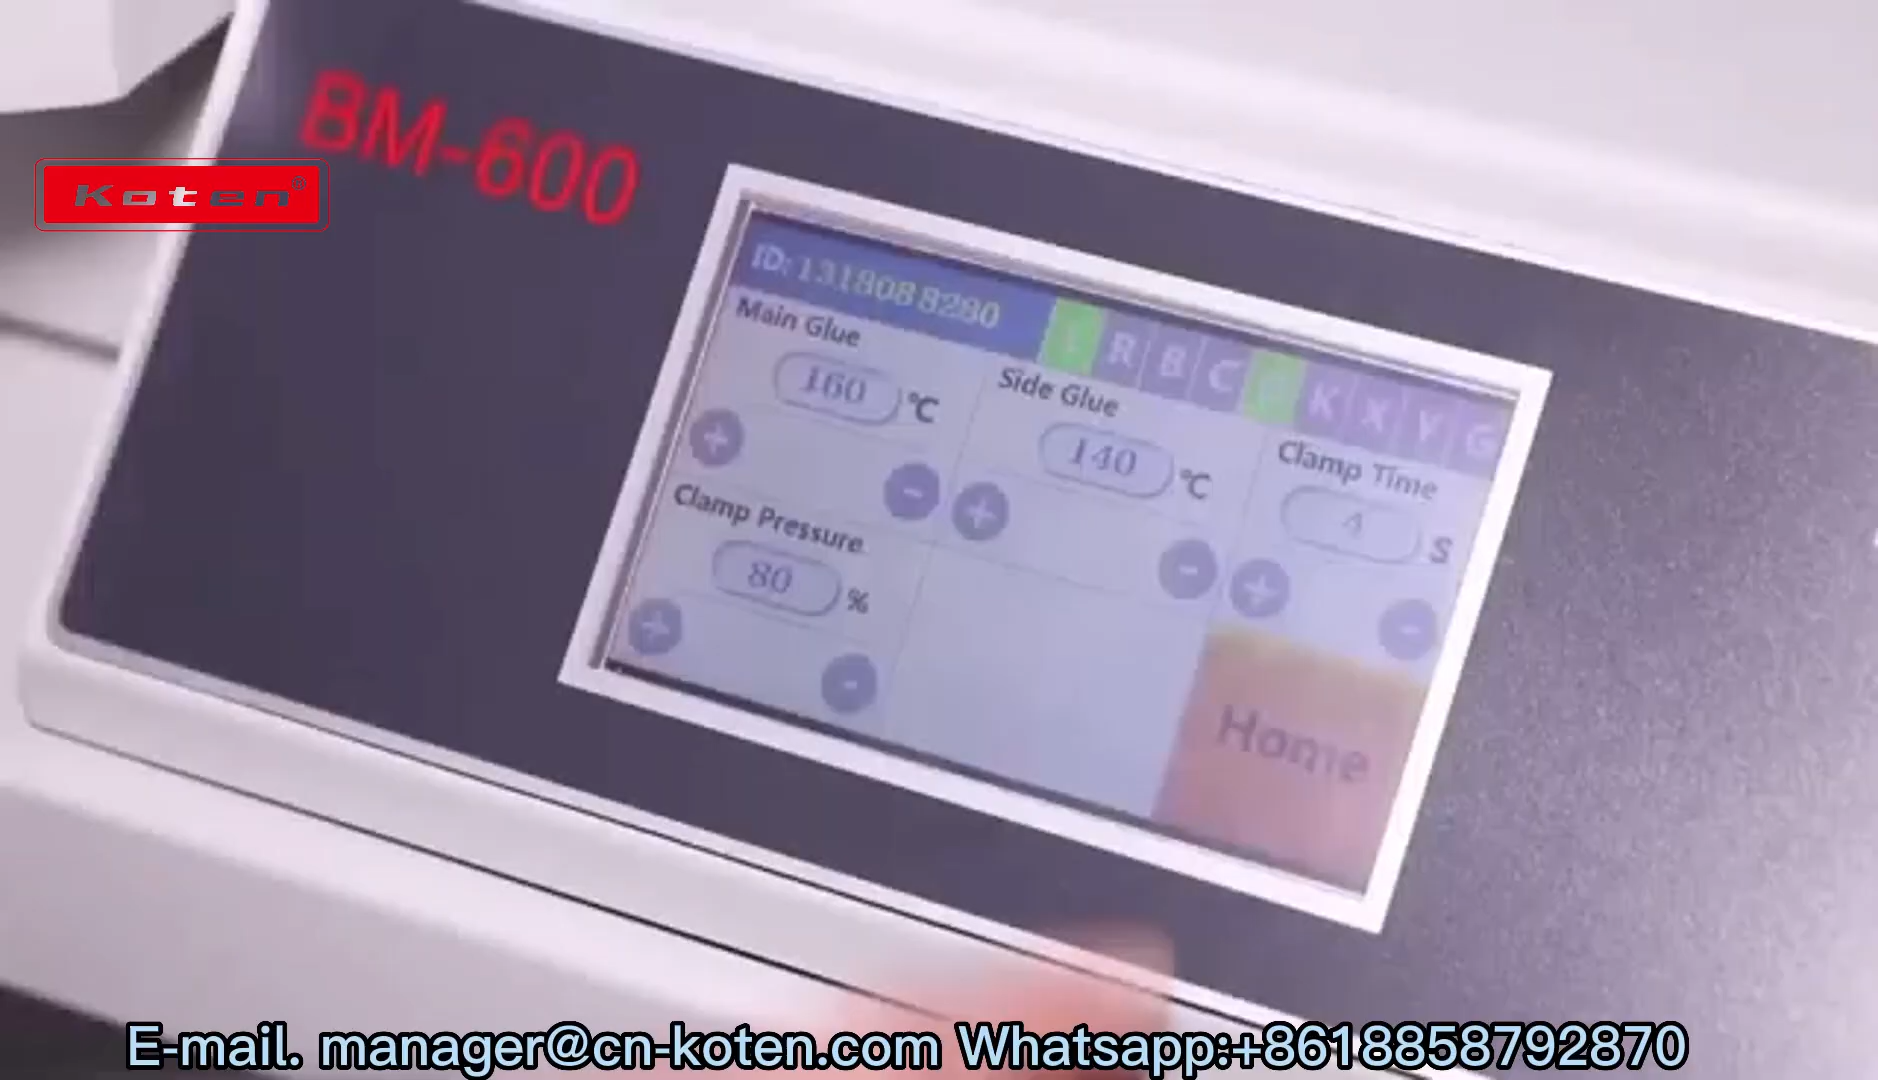 BM-600
Koten®
ID:1318088280
L R B C G K X Y G
Main Glue
160 °C
Side Glue
140 °C
Clamp Time
4 S
+ - + - + -
Clamp Pressure
80 %
+ -
Home
E-mail. manager@cn-koten.com Whatsapp:+8618858792870